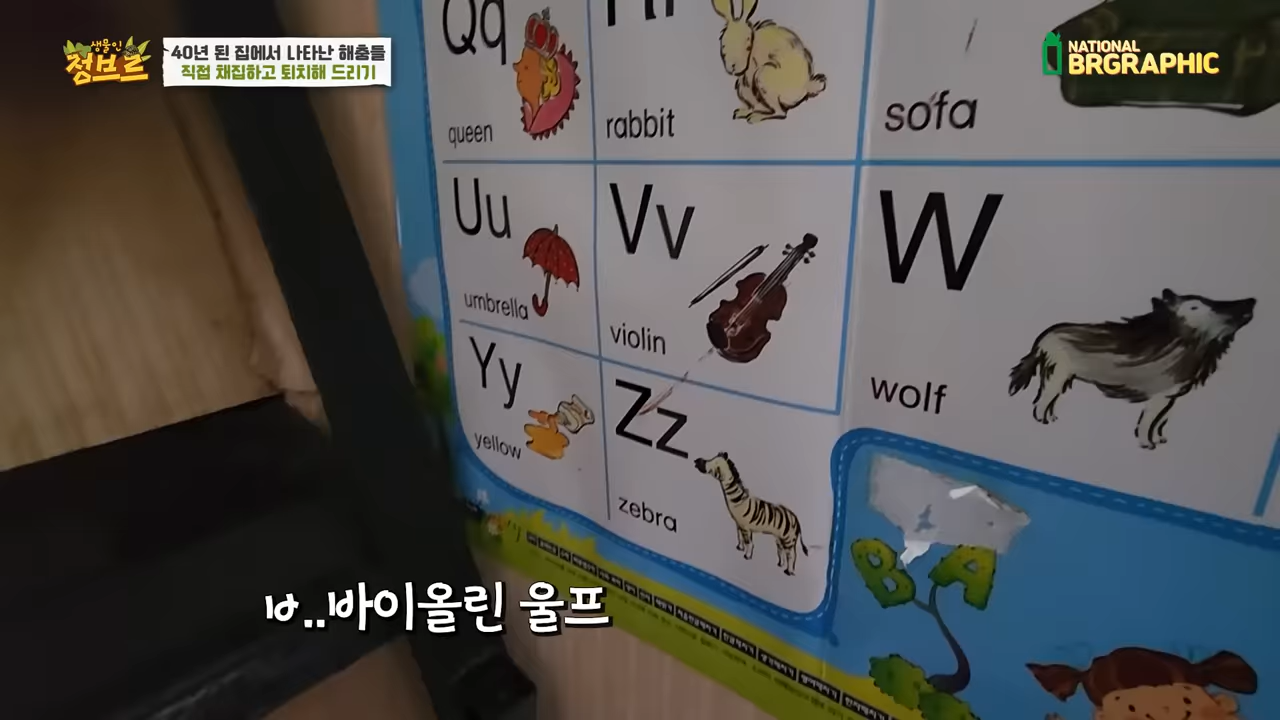 생물인
점브르
40년 된 집에서 나타난 해충들
직접 채집하고 퇴치해 드리기
NATIONAL
BRGRAPHIC
Qq
queen
rabbit
sofa
Uu
umbrella
Vv
violin
W
wolf
Yy
yellow
Zz
zebra
B A
ㅂ..바이올린 울프